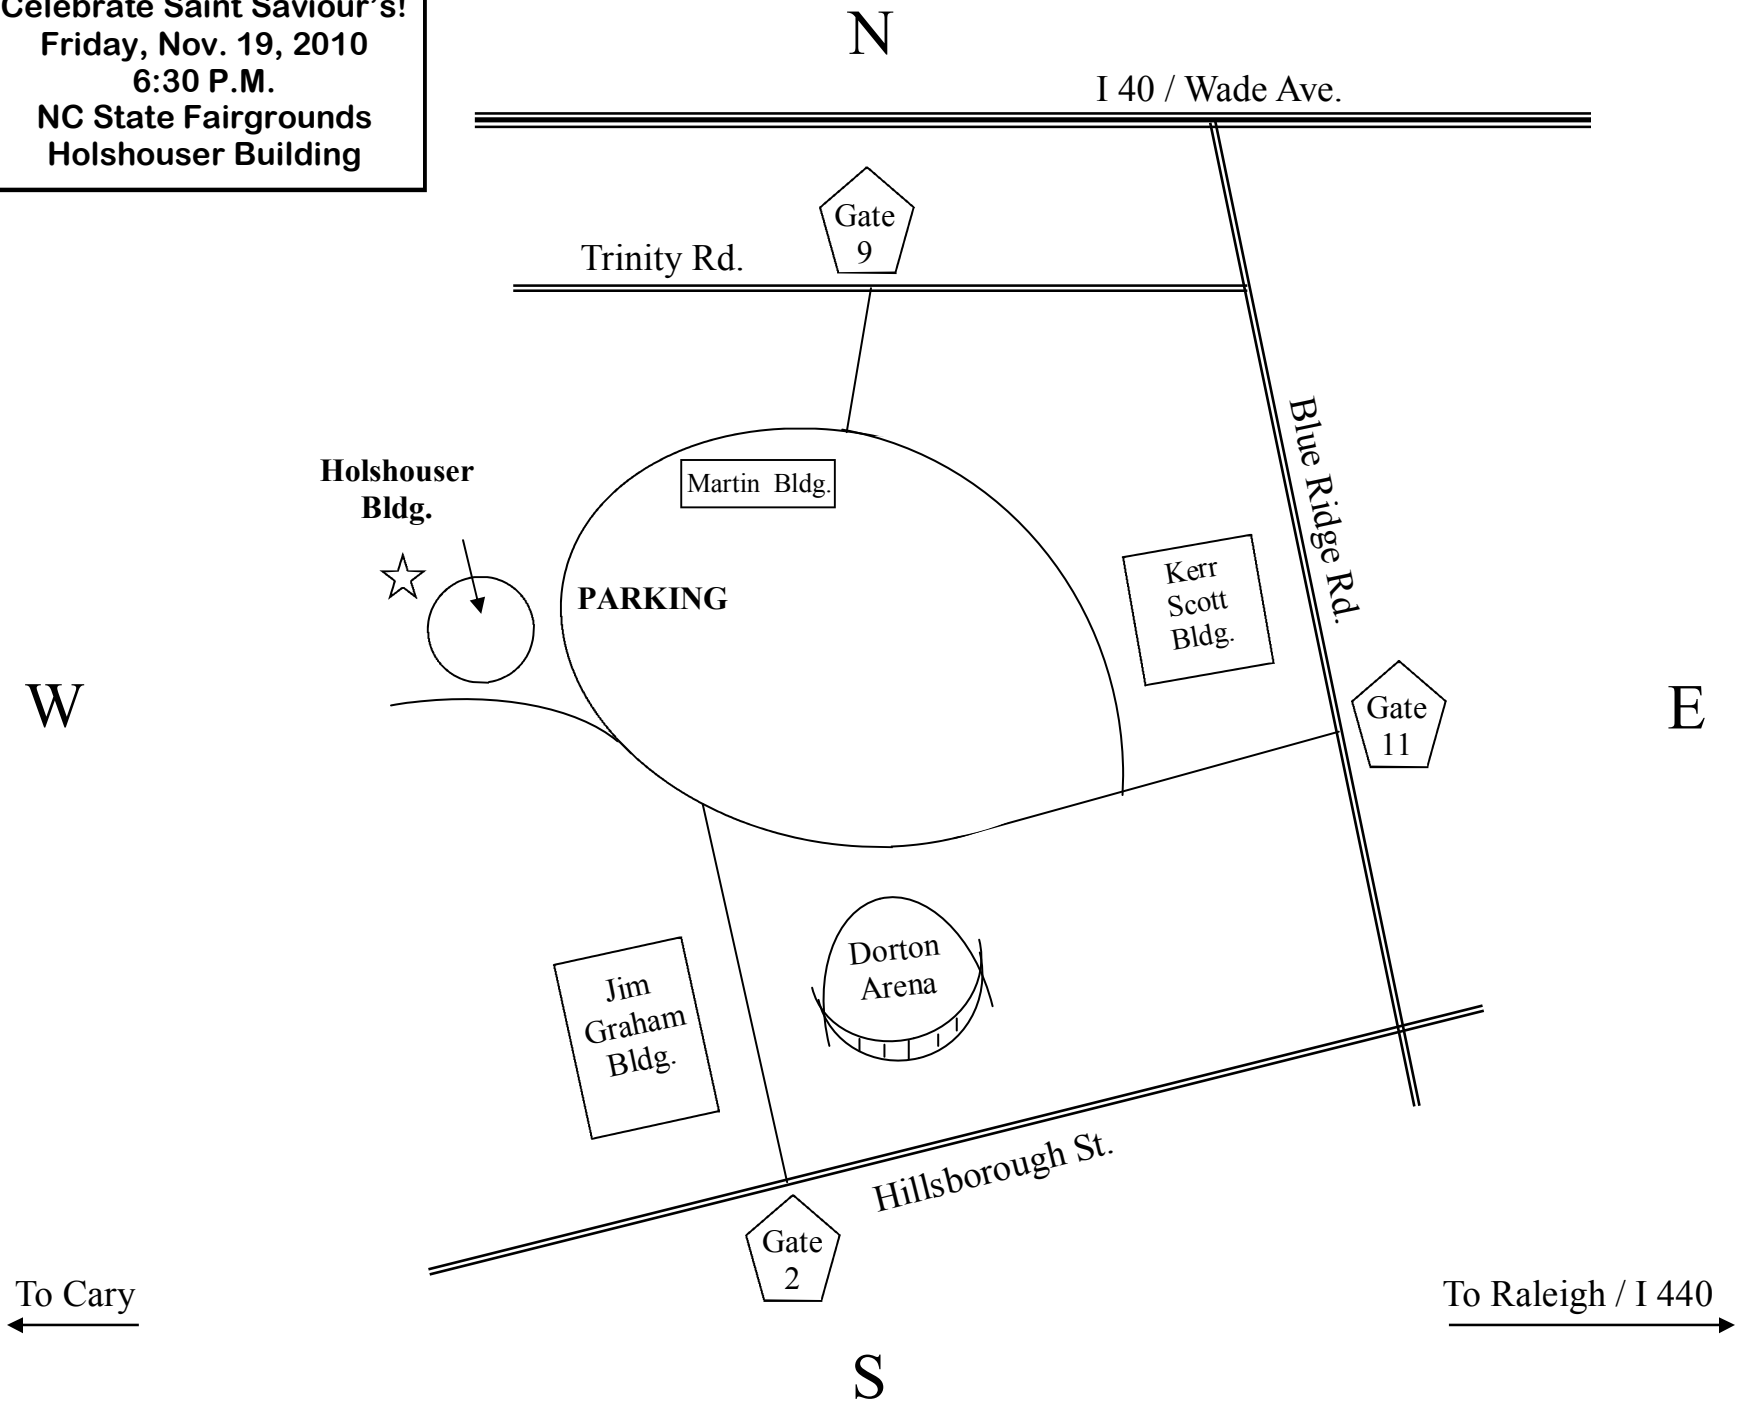 Celebrate Saint Saviour's!
Friday, Nov. 19, 2010
6:30 P.M.
NC State Fairgrounds
Holshouser Building
N
I 40 / Wade Ave.
Gate
9
Trinity Rd.
Blue Ridge Rd.
Holshouser
Bldg.
Martin Bldg.
PARKING
Kerr
Scott
Bldg.
W
Gate
11
E
Dorton
Arena
Jim
Graham
Bldg.
Hillsborough St.
Gate
2
To Cary
To Raleigh / I 440
S